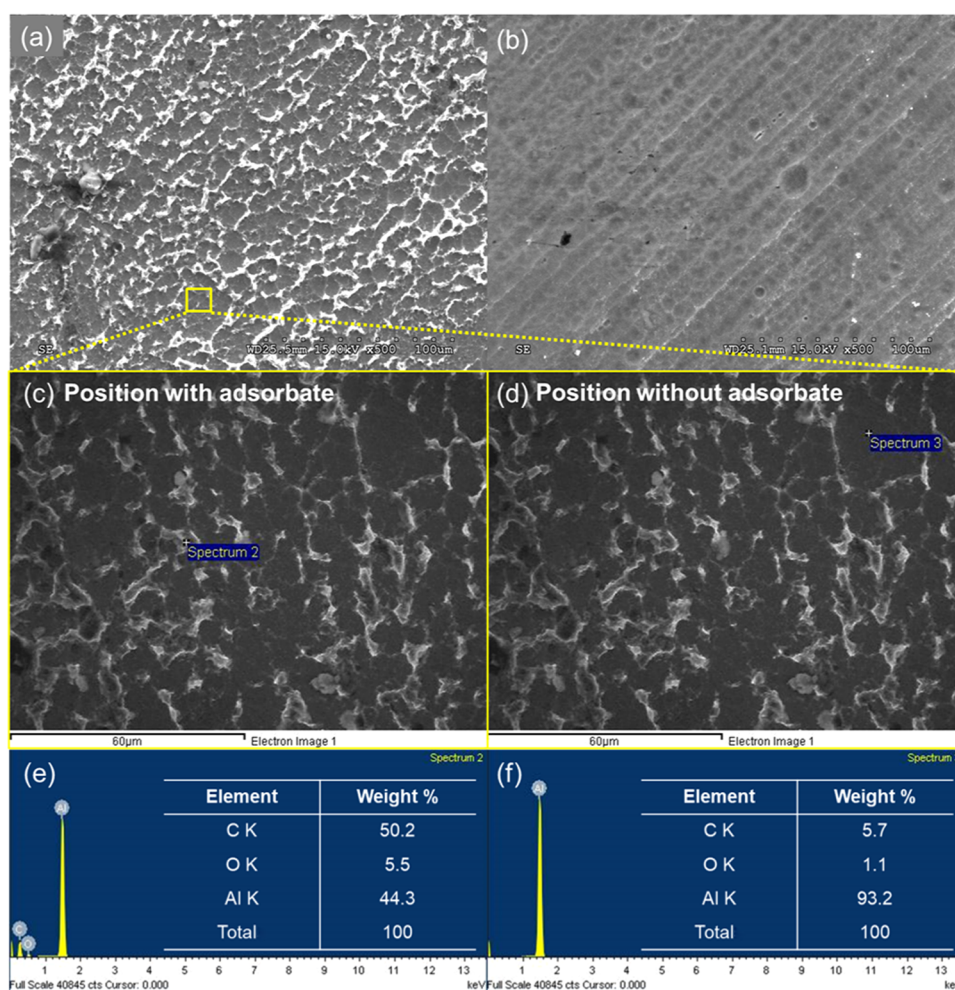 (a)
(b)
SE WD25.5mm 15.0kV x500 100um
SE WD25.1mm 15.0kV x500 100um
(c) Position with adsorbate
(d) Position without adsorbate
Spectrum 3
Spectrum 2
60µm Electron Image 1
60µm Electron Image 1
(e)
Spectrum 2
Al
C
O
Element Weight %
C K 50.2
O K 5.5
Al K 44.3
Total 100
1 2 3 4 5 6 7 8 9 10 11 12 13
Full Scale 40845 cts Cursor: 0.000 keV
(f)
Spectrum
Al
Element Weight %
C K 5.7
O K 1.1
Al K 93.2
Total 100
1 2 3 4 5 6 7 8 9 10 11 12 13
Full Scale 40845 cts Cursor: 0.000 ke